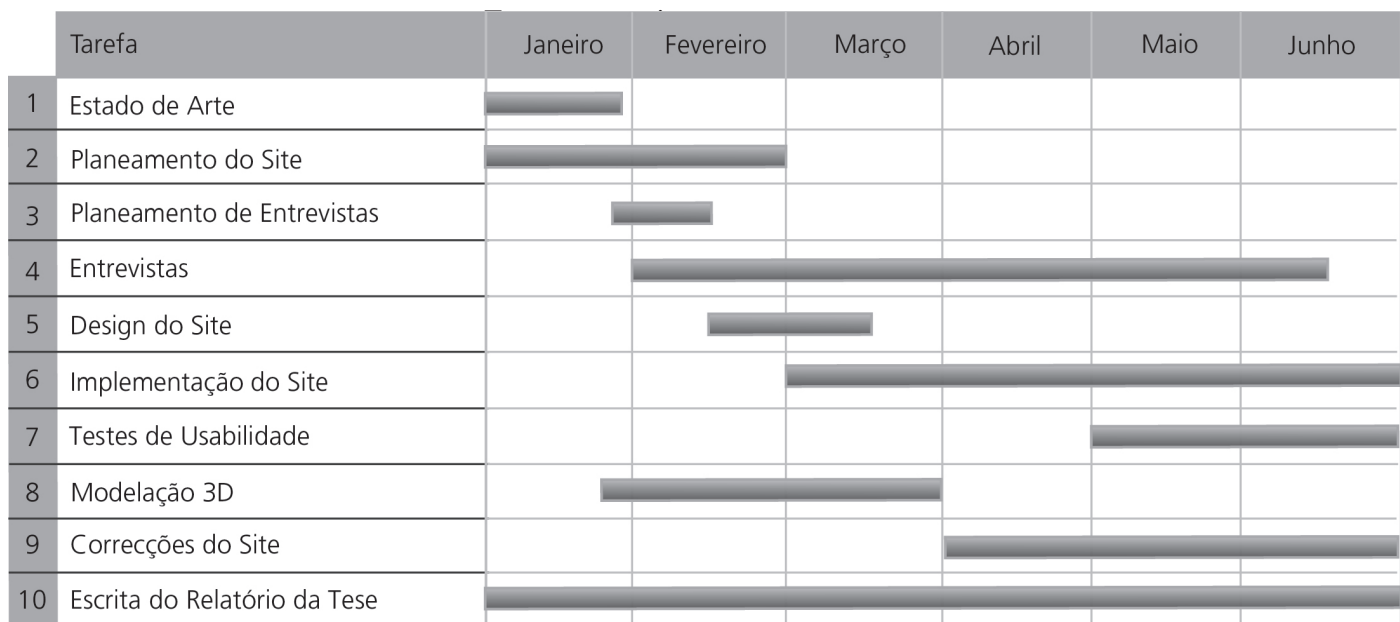 Tarefa Janeiro Fevereiro Março Abril Maio Junho
1 Estado de Arte
2 Planeamento do Site
3 Planeamento de Entrevistas
4 Entrevistas
5 Design do Site
6 Implementação do Site
7 Testes de Usabilidade
8 Modelação 3D
9 Correcções do Site
10 Escrita do Relatório da Tese